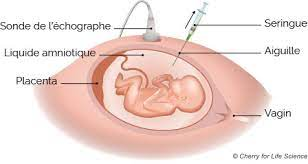 Sonde de l'échographe
Seringue
Liquide amniotique
Aiguille
Placenta
Vagin
© Cherry for Life Science